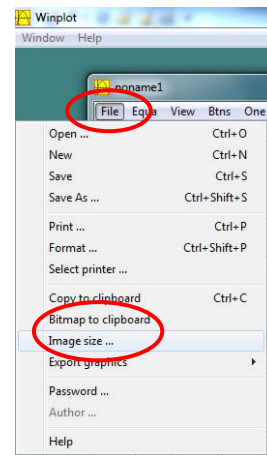 Winplot
Window Help
noname1
File Equa View Btns One
Open ... Ctrl+O
New Ctrl+N
Save Ctrl+S
Save As ... Ctrl+Shift+S
Print ... Ctrl+P
Format ... Ctrl+Shift+P
Select printer ...
Copy to clipboard Ctrl+C
Bitmap to clipboard
Image size ...
Export graphics
Password ...
Author ...
Help